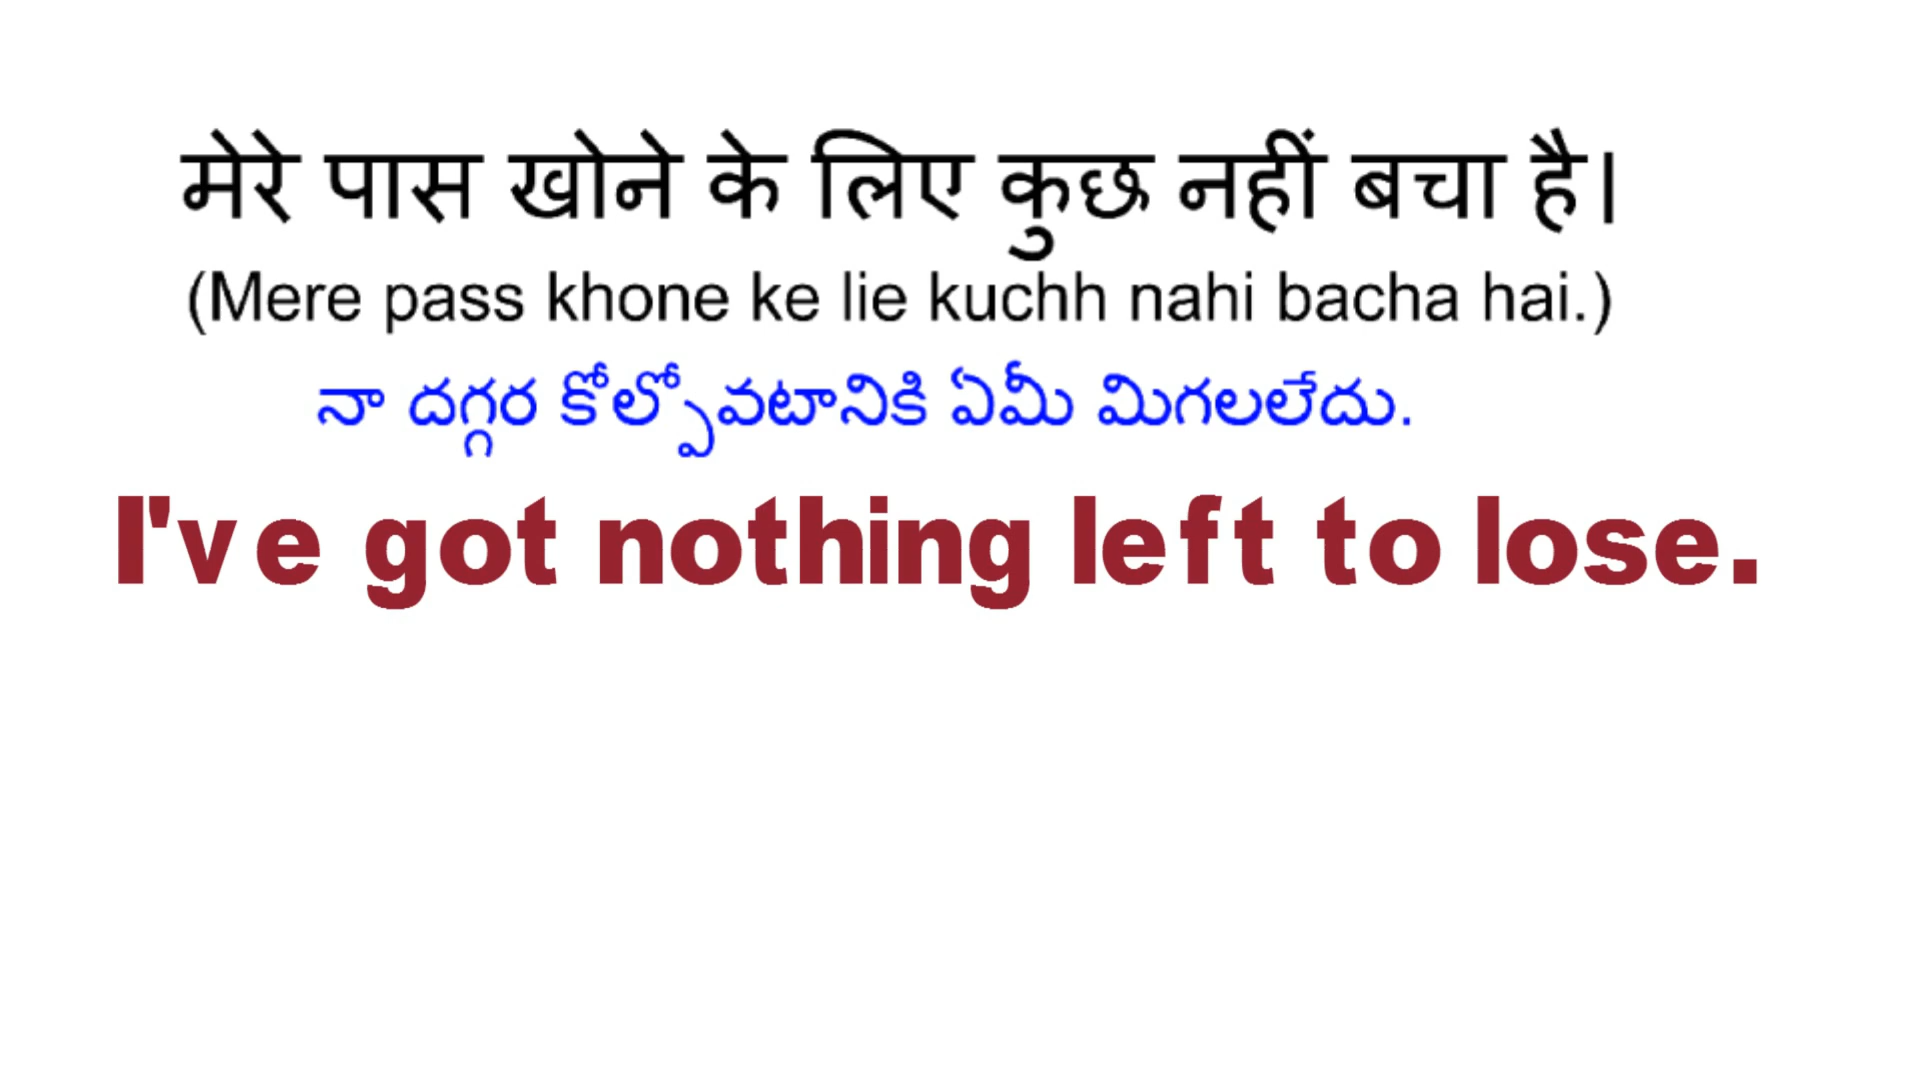 मेरे पास खोने के लिए कुछ नहीं बचा है।
(Mere pass khone ke lie kuchh nahi bacha hai.)
నా దగ్గర కోల్పోవటానికి ఏమీ మిగలలేదు.
I've got nothing left to lose.